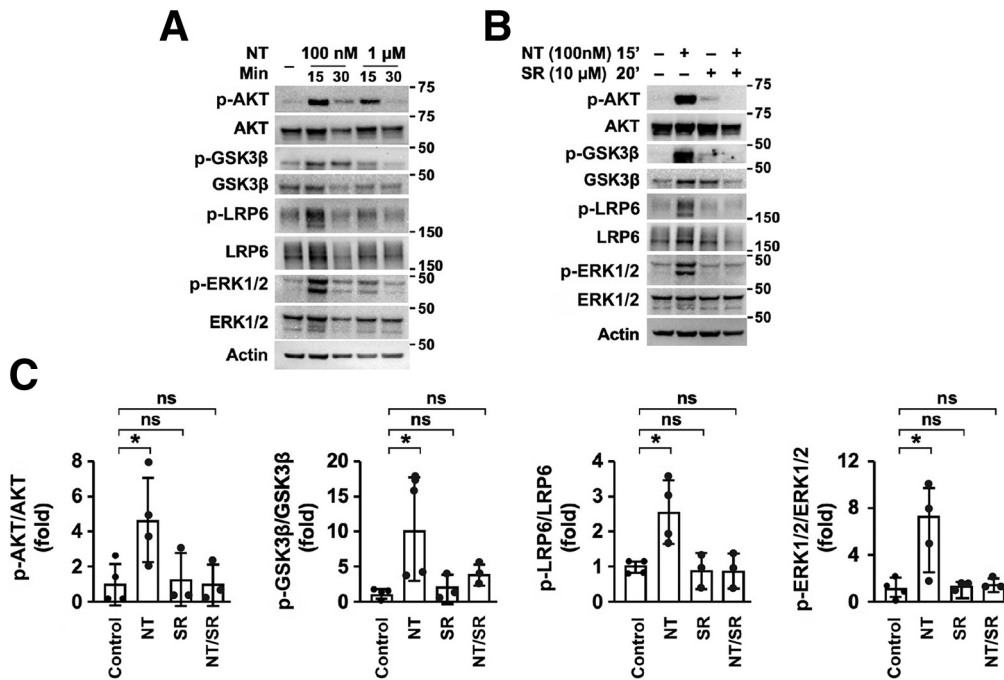 A
NT 100 nM 1 µM
Min – 15 30 15 30
p-AKT 75
AKT 75
p-GSK3β 50
GSK3β 50
p-LRP6 150
LRP6 150
p-ERK1/2 50
ERK1/2 50
Actin 50
B
NT (100nM) 15' – + – +
SR (10 µM) 20' – – + +
p-AKT 75
AKT 75
p-GSK3β 50
GSK3β 50
p-LRP6 150
LRP6 150
p-ERK1/2 50
ERK1/2 50
Actin 50
C
ns
ns
*
p-AKT/AKT
(fold)
8
6
4
2
0
Control
NT
SR
NT/SR
ns
ns
*
p-GSK3β/GSK3β
(fold)
20
15
10
5
0
Control
NT
SR
NT/SR
ns
ns
*
p-LRP6/LRP6
(fold)
4
3
2
1
0
Control
NT
SR
NT/SR
ns
ns
*
p-ERK1/2/ERK1/2
(fold)
12
8
4
0
Control
NT
SR
NT/SR